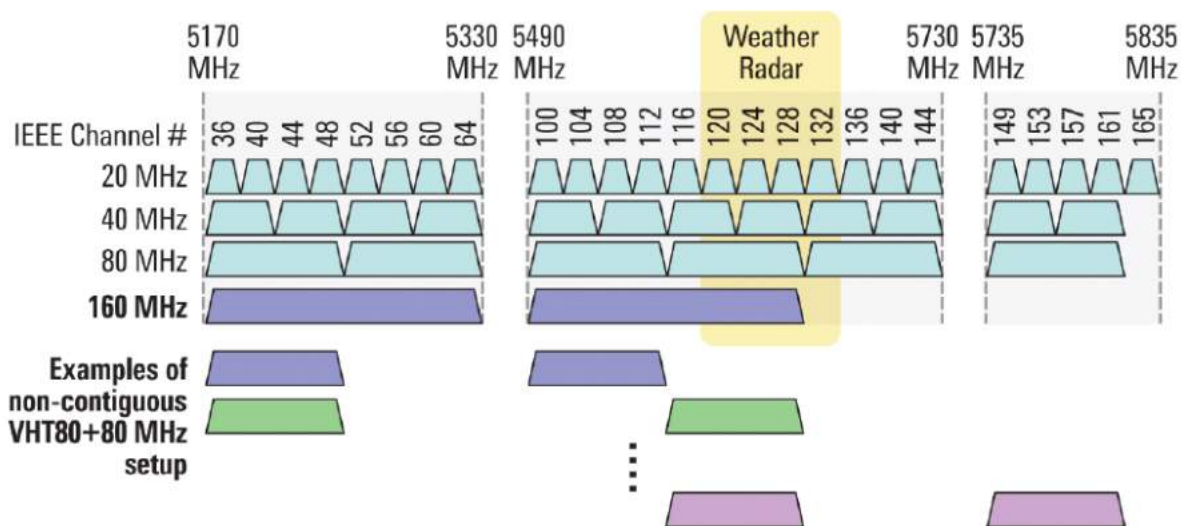 5170 MHz
5330 MHz
5490 MHz
Weather Radar
5730 MHz
5735 MHz
5835 MHz
IEEE Channel # 36 40 44 48 52 56 60 64 100 104 108 112 116 120 124 128 132 136 140 144 149 153 157 161 165
20 MHz
40 MHz
80 MHz
160 MHz
Examples of
non-contiguous
VHT80+80 MHz
setup